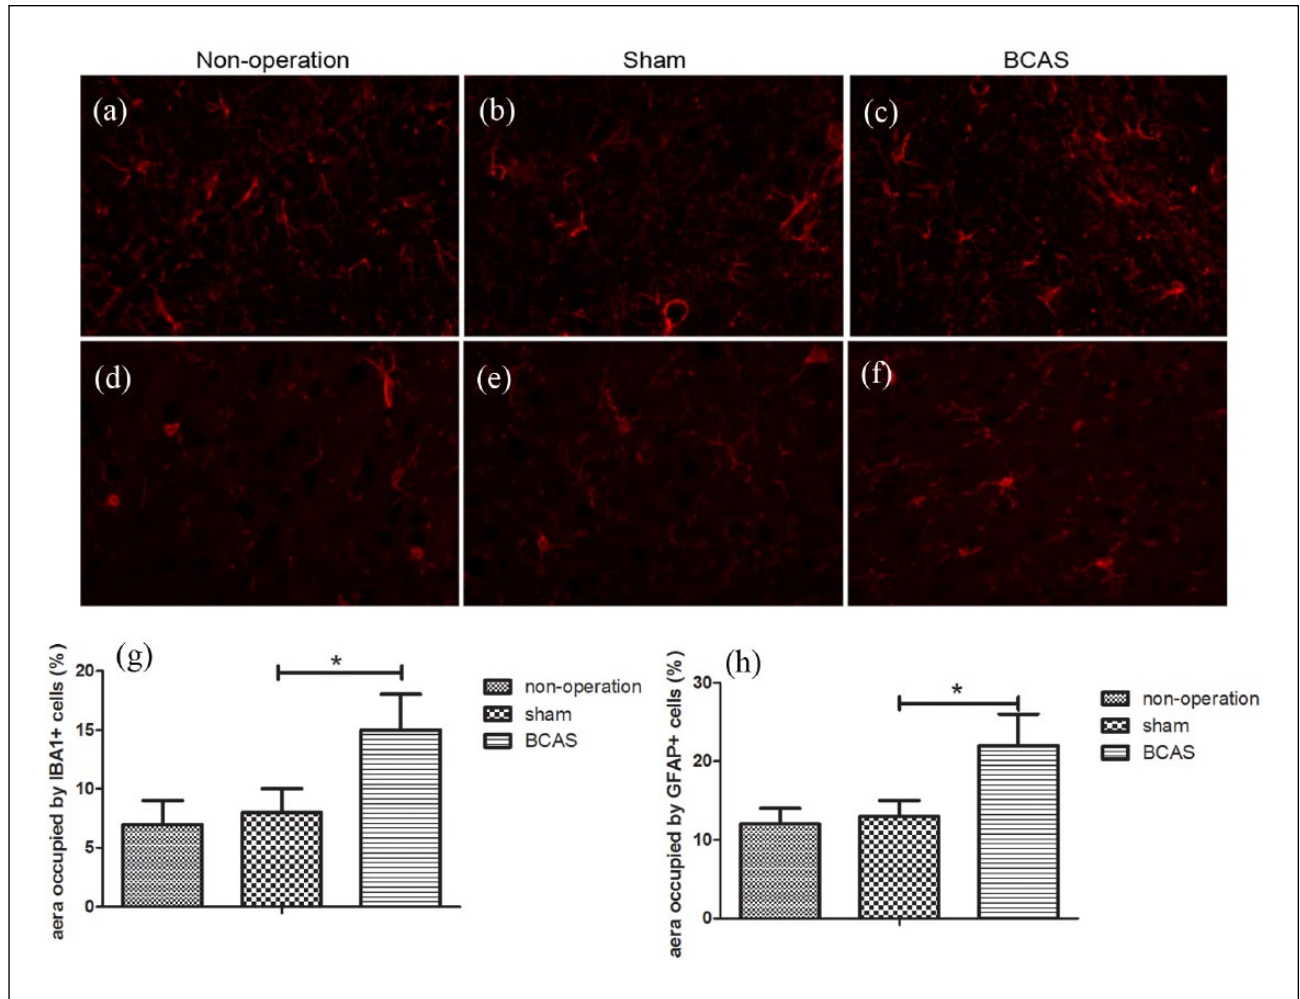 Non-operation
Sham
BCAS
(a)
(b)
(c)
(d)
(e)
(f)
(g)
aera occupied by IBA1+ cells (%)
20
15
10
5
0
*
non-operation
sham
BCAS
(h)
aera occupied by GFAP+ cells (%)
30
20
10
0
*
non-operation
sham
BCAS